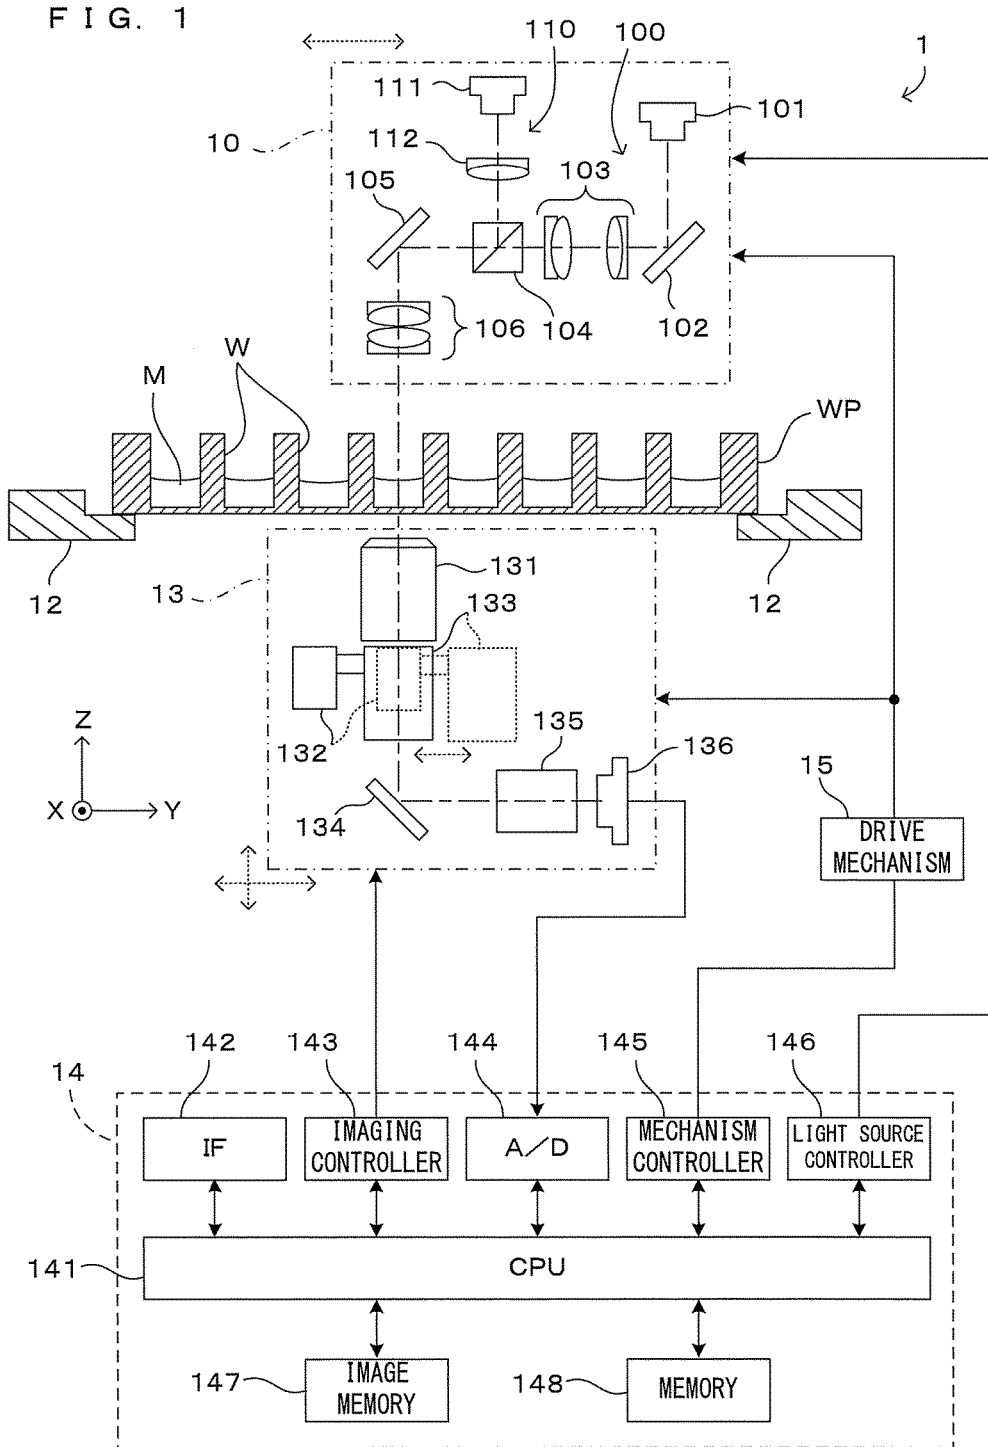 FIG. 1
110
100
1
111
101
10
112
103
105
106
104
102
M
W
WP
131
13
12
12
133
132
135
136
Z
X
Y
134
15
DRIVE
MECHANISM
142
143
144
145
146
14
IF
IMAGING
CONTROLLER
A/D
MECHANISM
CONTROLLER
LIGHT SOURCE
CONTROLLER
141
CPU
147
IMAGE
MEMORY
148
MEMORY